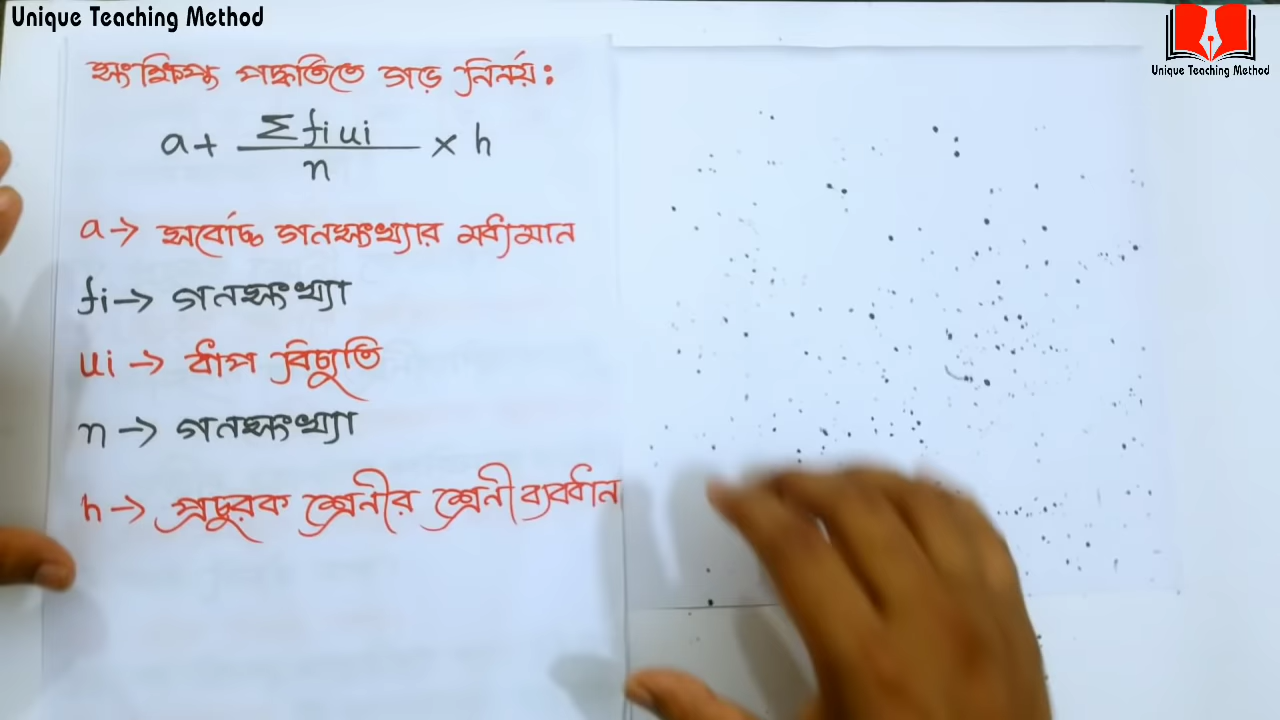 Unique Teaching Method
Unique Teaching Method
সংক্ষিপ্ত পদ্ধতিতে গড় নির্নয়:
a + Σfiui / n × h
a → সর্বোচ্চ গনসংখ্যার মধ্যমান
fi → গনসংখ্যা
ui → ধাপ বিচ্যুতি
n → গনসংখ্যা
h → প্রচুরক শ্রেনীর শ্রেনী ব্যবধান